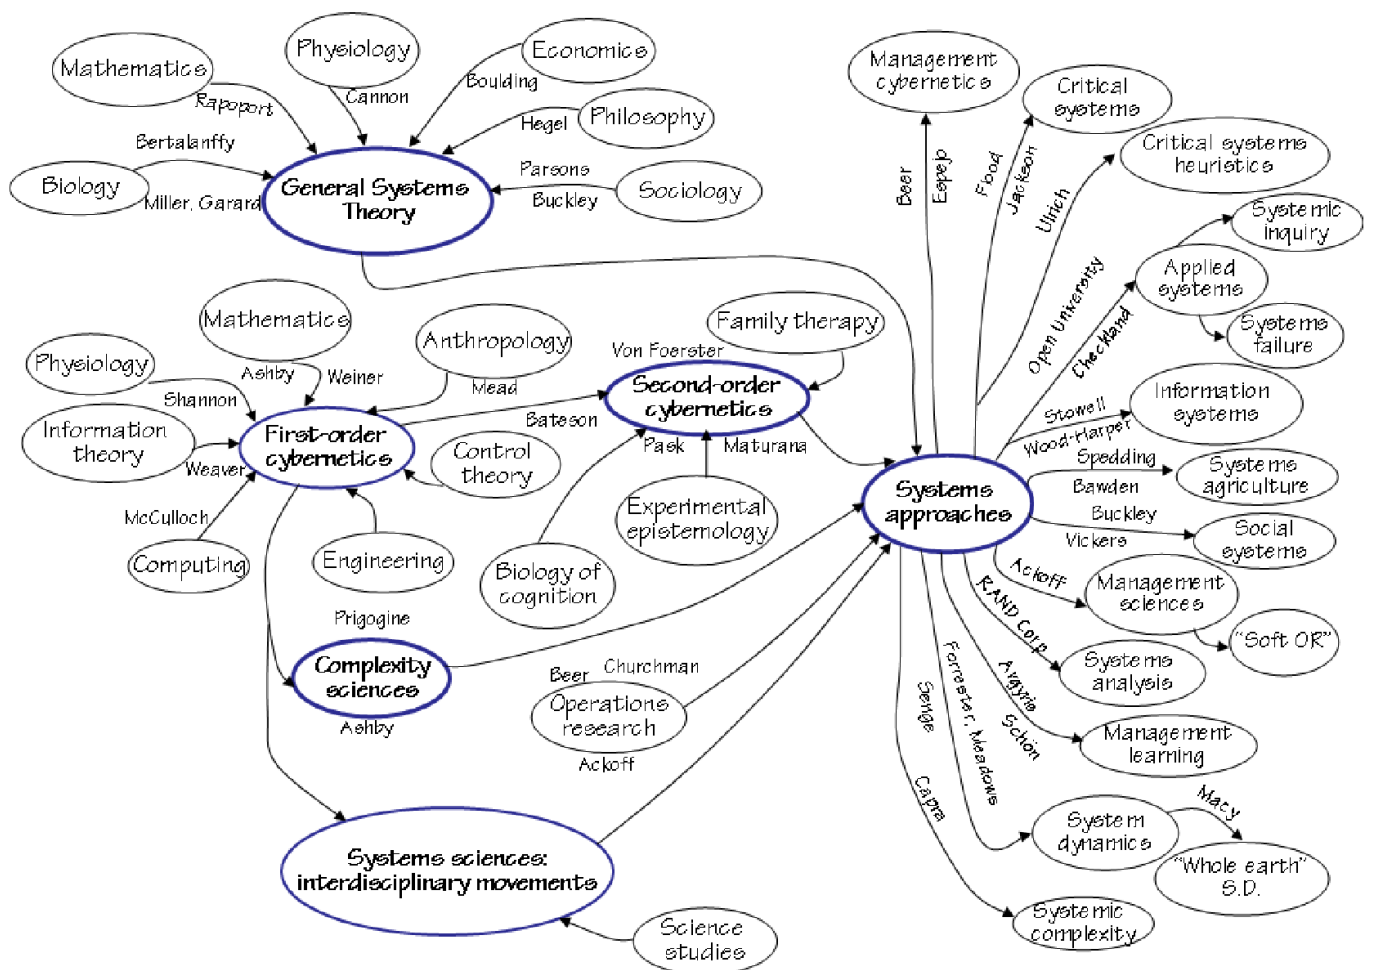 Mathematics
Rapoport
Physiology
Cannon
Economics
Boulding
Philosophy
Hegel
Bertalanffy
Biology
Miller, Garard
Parsons
Sociology
Buckley
General Systems
Theory
Mathematics
Ashby
Weiner
Physiology
Shannon
Anthropology
Mead
Information
theory
Weaver
First-order
cybernetics
Control
theory
McCulloch
Computing
Engineering
Bateson
Von Foerster
Family therapy
Second-order
cybernetics
Pask
Maturana
Experimental
epistemology
Biology of
cognition
Prigogine
Complexity
sciences
Ashby
Beer
Churchman
Operations
research
Ackoff
Systems sciences:
interdisciplinary movements
Science
studies
Systems
approaches
Management
cybernetics
Beer
Espejo
Critical
systems
Flood
Jackson
Critical systems
heuristics
Ulrich
Systemic
inquiry
Applied
systems
Open University
Checkland
Systems
failure
Information
systems
Stowell
Wood-Harper
Spedding
Bawden
Systems
agriculture
Buckley
Vickers
Social
systems
Ackoff
Management
sciences
"Soft OR"
RAND Corp
Systems
analysis
Argyris
Schön
Management
learning
Forrester, Meadows
System
dynamics
Macy
"Whole earth"
S.D.
Senge
Capra
Systemic
complexity